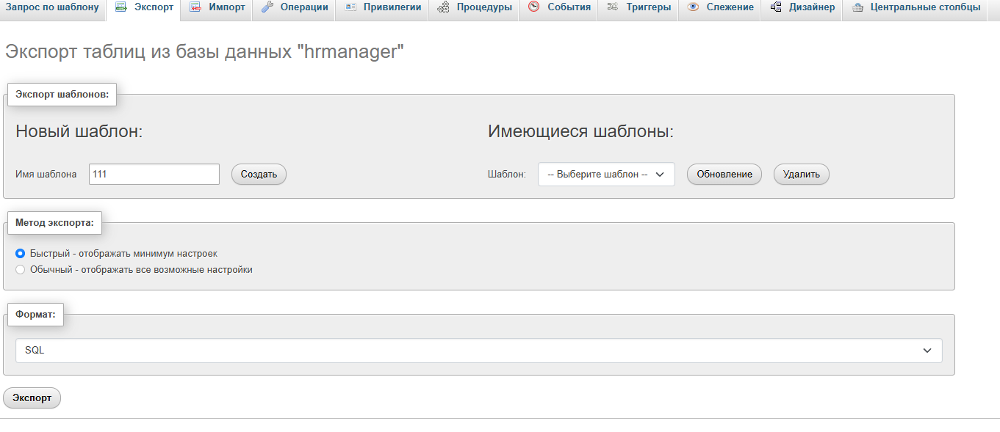 Запрос по шаблону Экспорт Импорт Операции Привилегии Процедуры События Триггеры Слежение Дизайнер Центральные столбцы
Экспорт таблиц из базы данных "hrmanager"
Экспорт шаблонов:
Новый шаблон: Имеющиеся шаблоны:
Имя шаблона 111 Создать Шаблон: -- Выберите шаблон -- Обновление Удалить
Метод экспорта:
Быстрый - отображать минимум настроек
Обычный - отображать все возможные настройки
Формат:
SQL
Экспорт